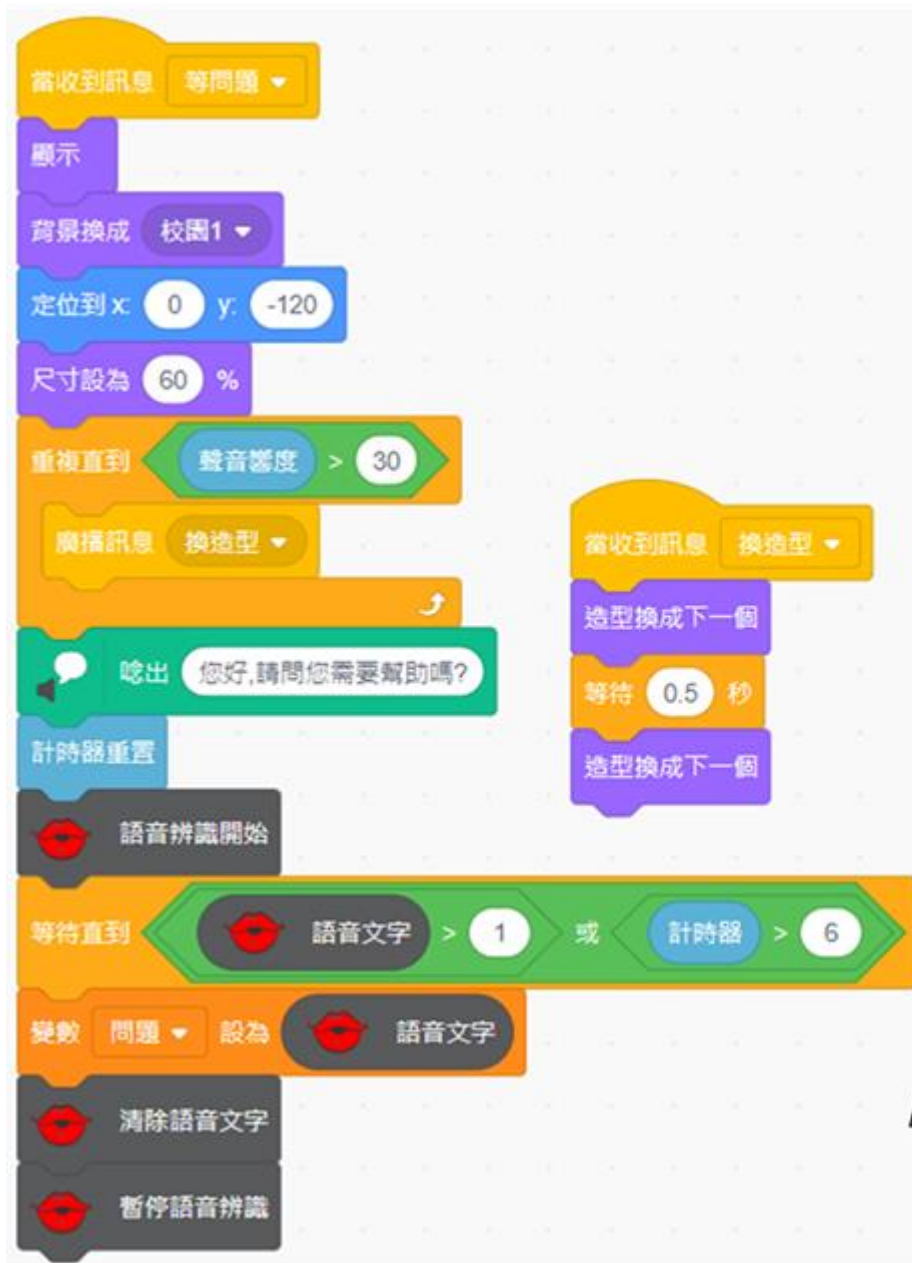 當收到訊息 等問題
顯示
背景換成 校園1
定位到 x: 0 y: -120
尺寸設為 60 %
重複直到 聲音響度 > 30
廣播訊息 換造型
唸出 您好,請問您需要幫助嗎?
計時器重置
語音辨識開始
等待直到 語音文字 > 1 或 計時器 > 6
變數 問題 設為 語音文字
清除語音文字
暫停語音辨識
當收到訊息 換造型
造型換成下一個
等待 0.5 秒
造型換成下一個